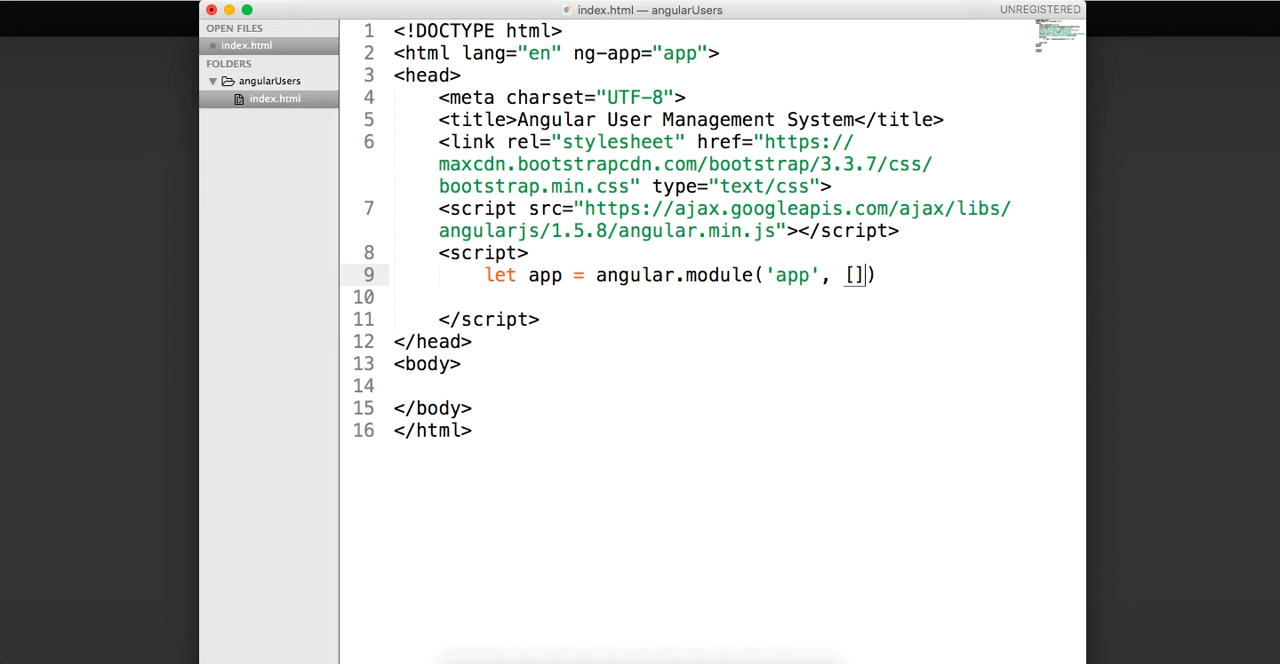 index.html — angularUsers
UNREGISTERED
OPEN FILES
index.html
FOLDERS
angularUsers
index.html
1 <!DOCTYPE html>
2 <html lang="en" ng-app="app">
3 <head>
4 <meta charset="UTF-8">
5 <title>Angular User Management System</title>
6 <link rel="stylesheet" href="https://
maxcdn.bootstrapcdn.com/bootstrap/3.3.7/css/
bootstrap.min.css" type="text/css">
7 <script src="https://ajax.googleapis.com/ajax/libs/
angularjs/1.5.8/angular.min.js"></script>
8 <script>
9 let app = angular.module('app', [])
10
11 </script>
12 </head>
13 <body>
14
15 </body>
16 </html>